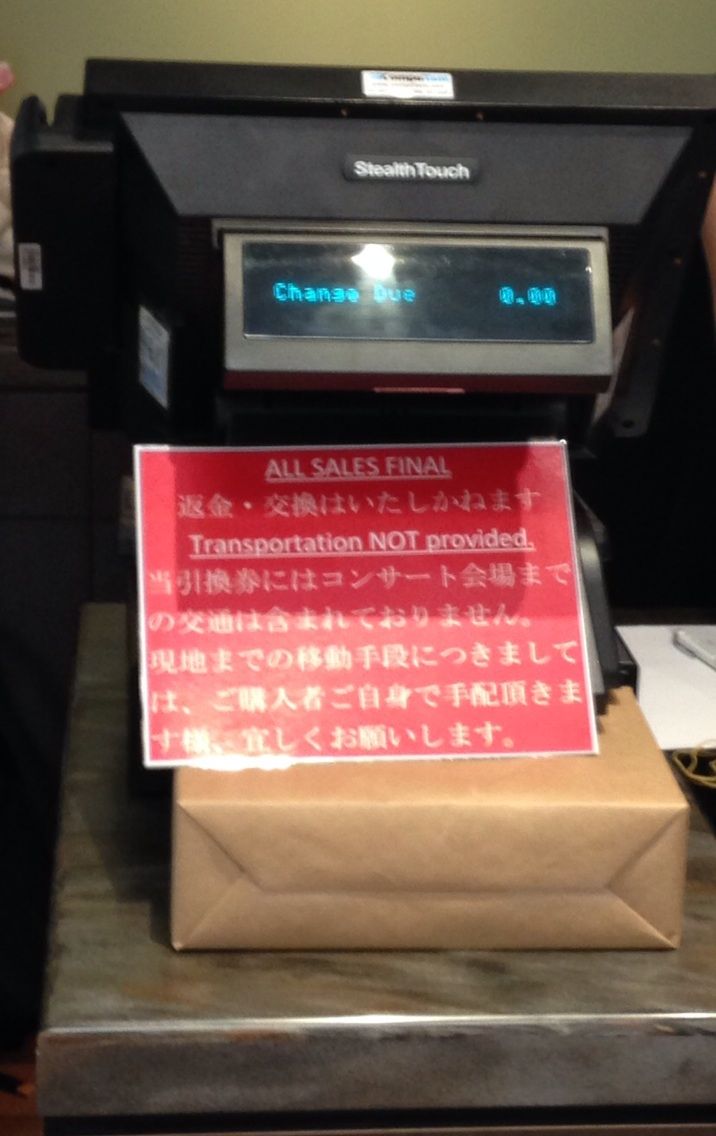 StealthTouch
Change Due 0.00
ALL SALES FINAL
返金・交換はいたしかねます
Transportation NOT provided.
当引換券にはコンサート会場まで
の交通は含まれておりません。
現地までの移動手段につきまして
は、ご購入者ご自身で手配頂きま
す様、宜しくお願いします。